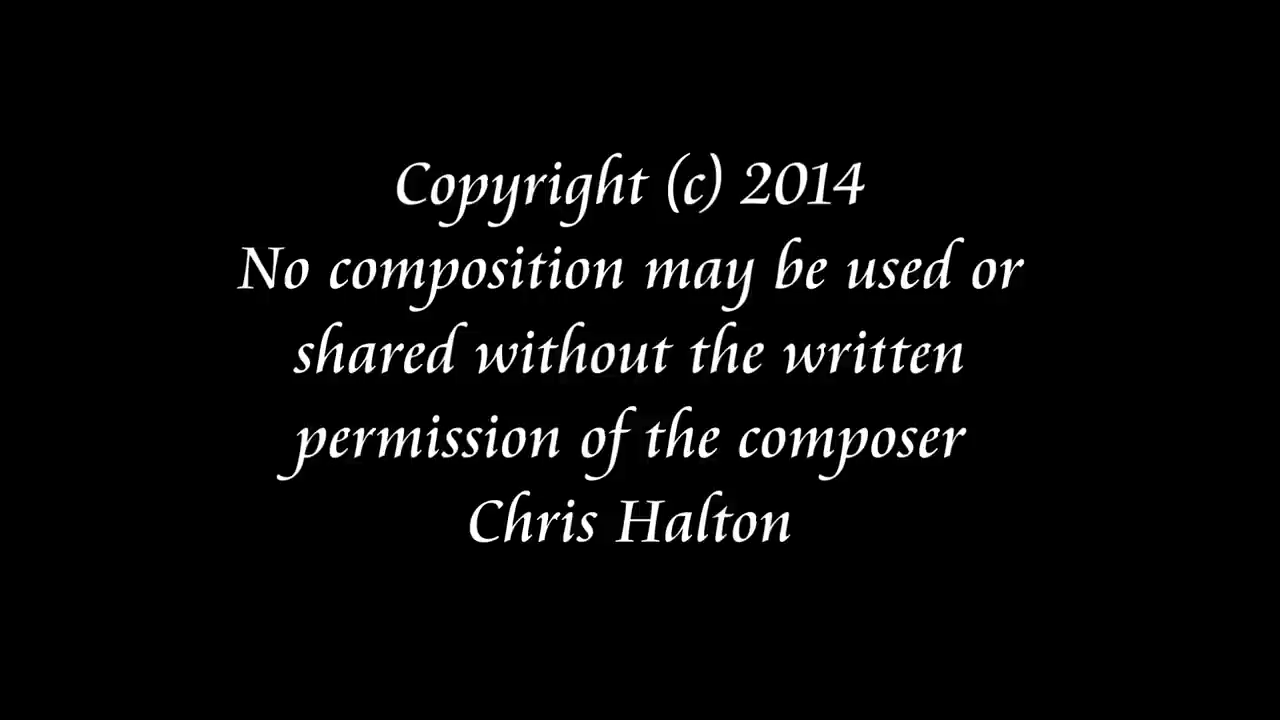 Copyright (c) 2014
No composition may be used or
shared without the written
permission of the composer
Chris Halton